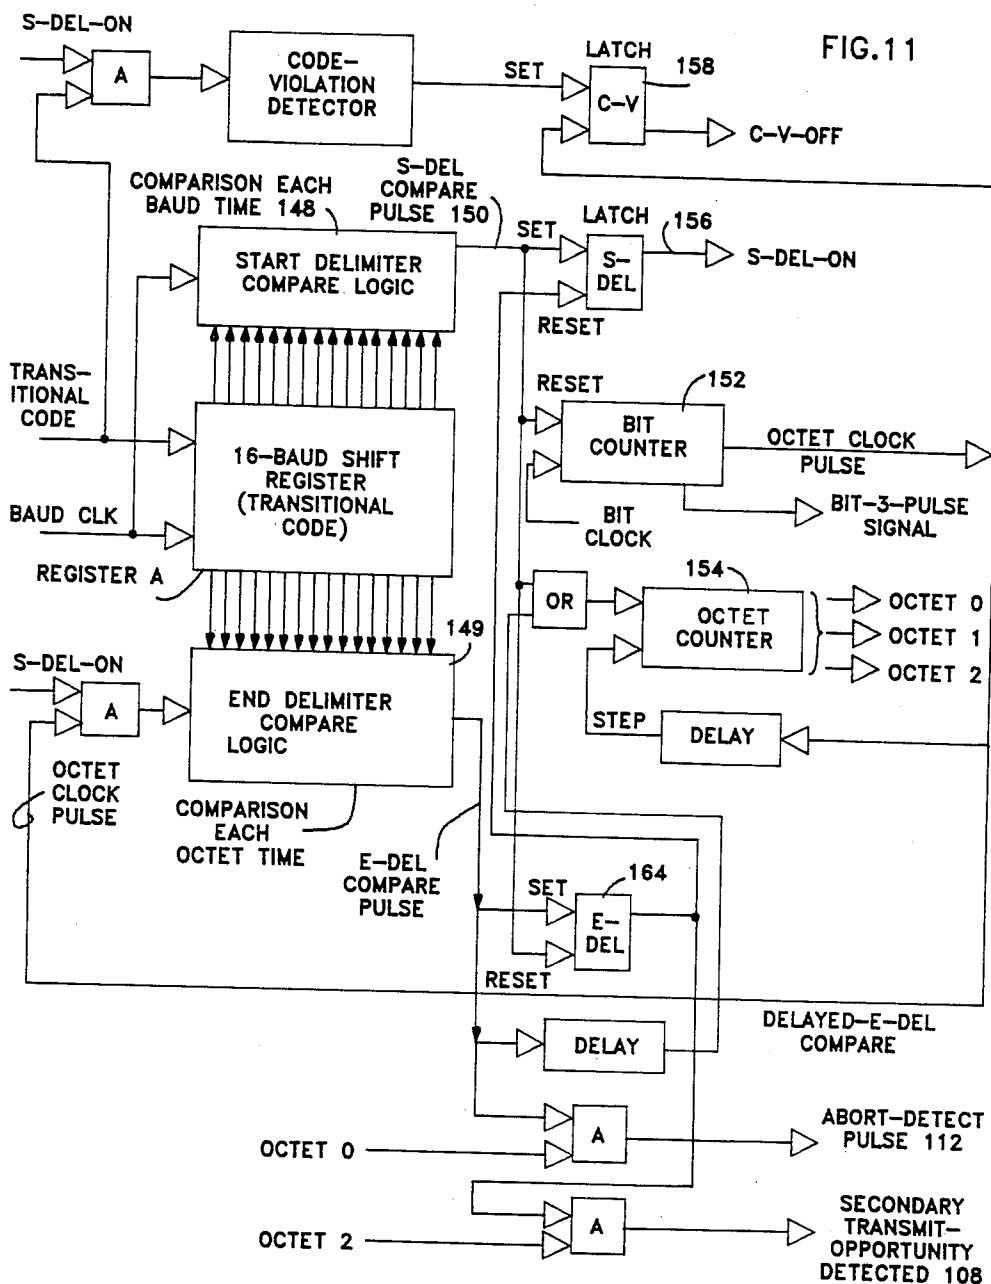 S-DEL-ON
A
CODE-
VIOLATION
DETECTOR
SET
LATCH
158
C-V
C-V-OFF
FIG.11
COMPARISON EACH
BAUD TIME 148
S-DEL
COMPARE
PULSE 150
START DELIMITER
COMPARE LOGIC
SET
LATCH
156
S-
DEL
S-DEL-ON
RESET
TRANS-
ITIONAL
CODE
16-BAUD SHIFT
REGISTER
(TRANSITIONAL
CODE)
BAUD CLK
REGISTER A
RESET
152
BIT
COUNTER
OCTET CLOCK
PULSE
BIT-3-PULSE
SIGNAL
BIT
CLOCK
OR
154
OCTET
COUNTER
OCTET 0
OCTET 1
OCTET 2
STEP
DELAY
149
S-DEL-ON
A
END DELIMITER
COMPARE
LOGIC
OCTET
CLOCK
PULSE
COMPARISON
EACH
OCTET TIME
E-DEL
COMPARE
PULSE
SET
164
E-
DEL
RESET
DELAYED-E-DEL
COMPARE
DELAY
OCTET 0
A
ABORT-DETECT
PULSE 112
OCTET 2
A
SECONDARY
TRANSMIT-
OPPORTUNITY
DETECTED 108